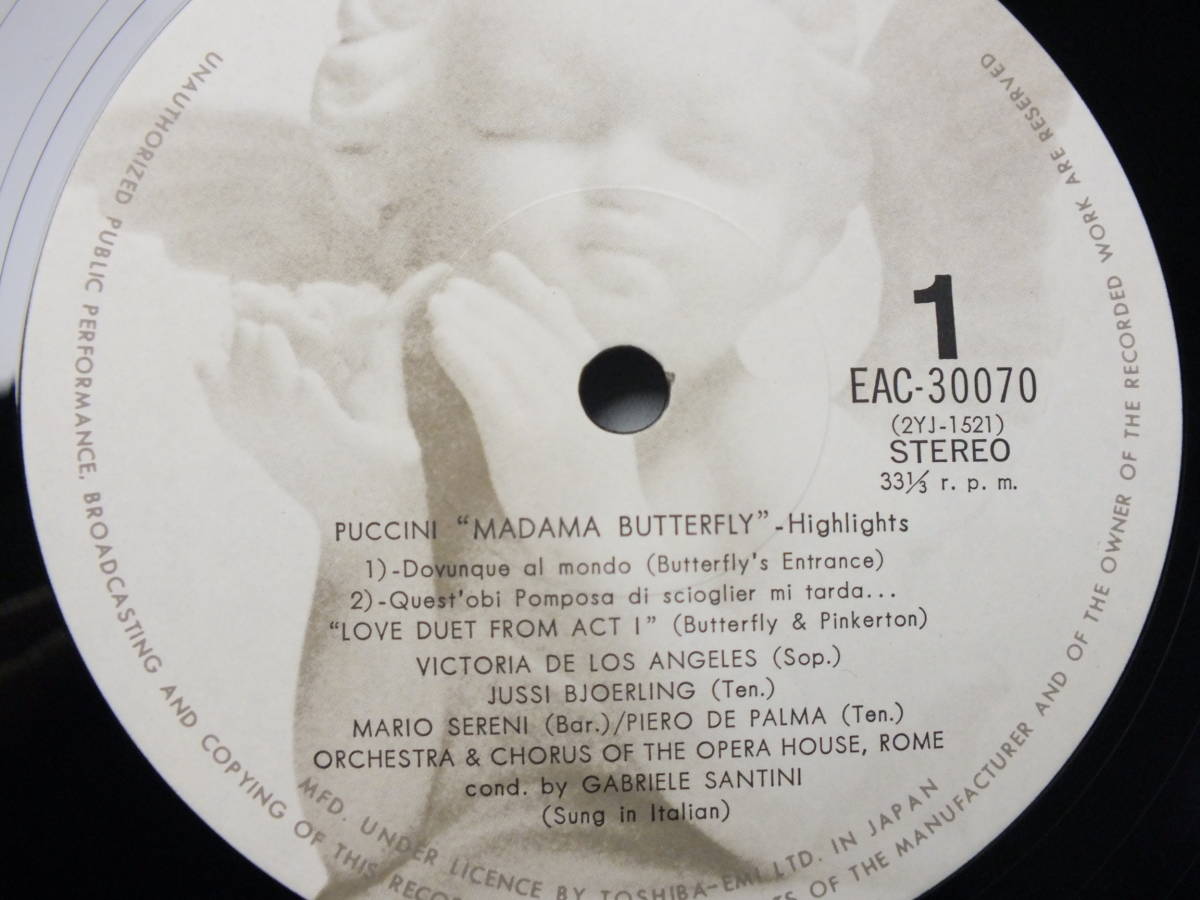 1
EAC-30070
(2YJ-1521)
STEREO
33⅓ r. p. m.
PUCCINI “MADAMA BUTTERFLY”-Highlights
1)-Dovunque al mondo (Butterfly's Entrance)
2)-Quest'obi Pomposa di scioglier mi tarda...
“LOVE DUET FROM ACT I” (Butterfly & Pinkerton)
VICTORIA DE LOS ANGELES (Sop.)
JUSSI BJOERLING (Ten.)
MARIO SERENI (Bar.)/PIERO DE PALMA (Ten.)
ORCHESTRA & CHORUS OF THE OPERA HOUSE, ROME
cond. by GABRIELE SANTINI
(Sung in Italian)
MFD. UNDER LICENCE BY TOSHIBA-EMI LTD. IN JAPAN
UNAUTHORIZED PUBLIC PERFORMANCE, BROADCASTING AND COPYING OF THIS OF THE MANUFACTURER AND OF THE OWNER OF THE RECORDED WORK ARE RESERVED